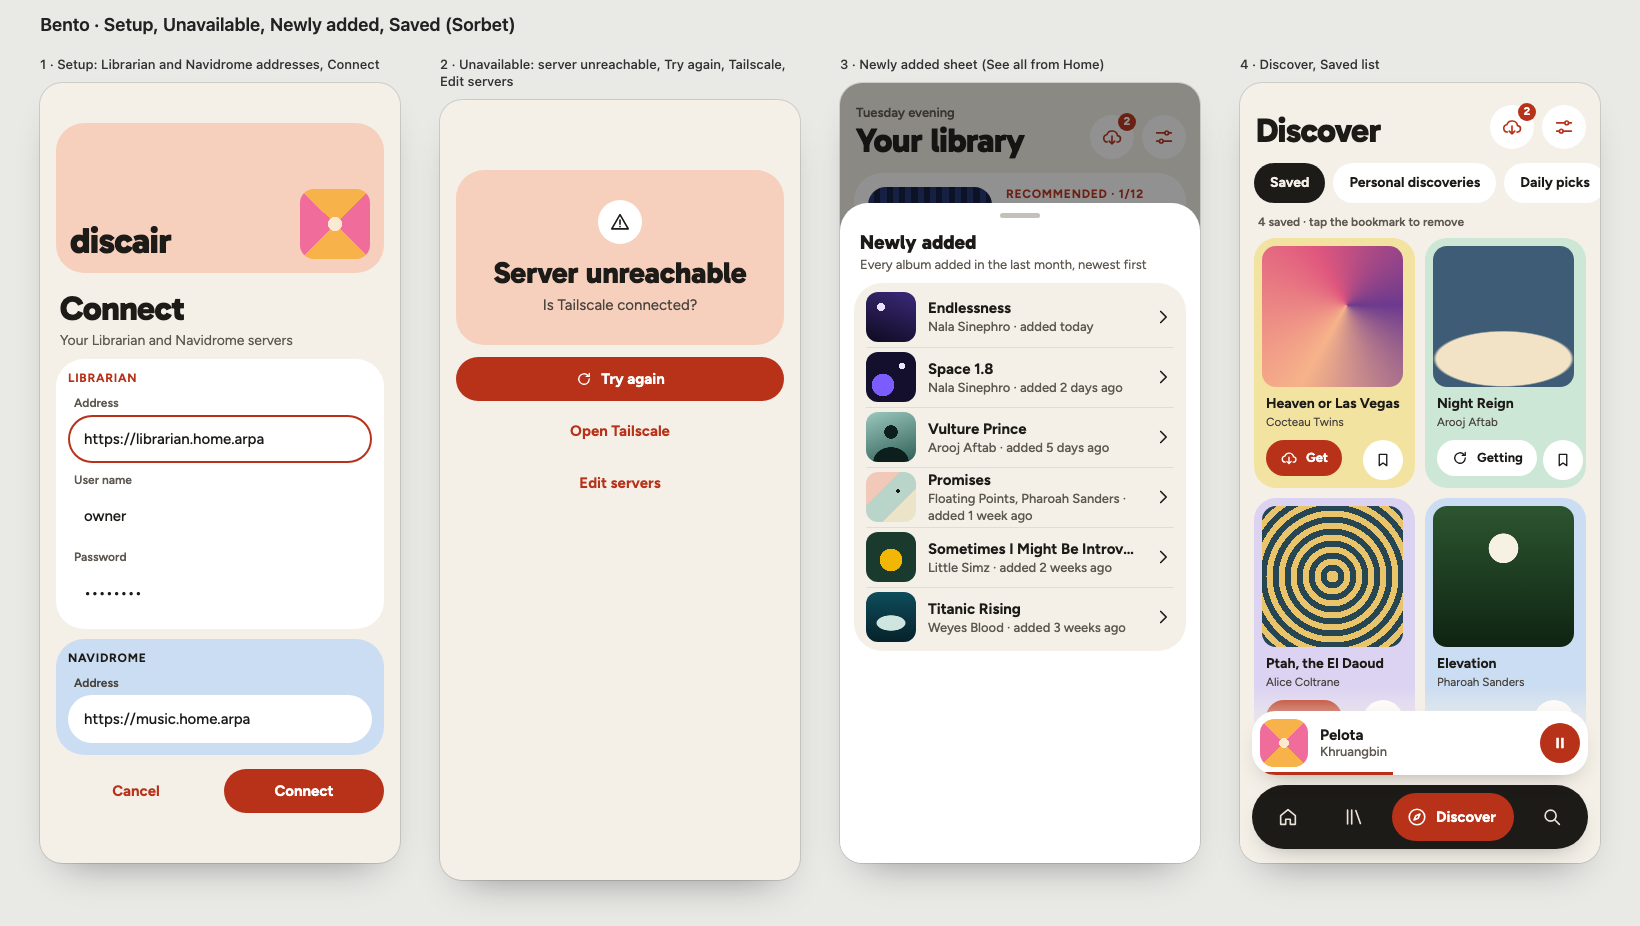 Bento · Setup, Unavailable, Newly added, Saved (Sorbet)
1 · Setup: Librarian and Navidrome addresses, Connect
discair
Connect
Your Librarian and Navidrome servers
LIBRARIAN
Address
https://librarian.home.arpa
User name
owner
Password
••••••••
NAVIDROME
Address
https://music.home.arpa
Cancel
Connect
2 · Unavailable: server unreachable, Try again, Tailscale,
Edit servers
Server unreachable
Is Tailscale connected?
Try again
Open Tailscale
Edit servers
3 · Newly added sheet (See all from Home)
Tuesday evening
Your library
2
RECOMMENDED · 1/12
Newly added
Every album added in the last month, newest first
Endlessness
Nala Sinephro · added today
Space 1.8
Nala Sinephro · added 2 days ago
Vulture Prince
Arooj Aftab · added 5 days ago
Promises
Floating Points, Pharoah Sanders ·
added 1 week ago
Sometimes I Might Be Introv...
Little Simz · added 2 weeks ago
Titanic Rising
Weyes Blood · added 3 weeks ago
4 · Discover, Saved list
Discover
2
Saved
Personal discoveries
Daily picks
4 saved · tap the bookmark to remove
Heaven or Las Vegas
Cocteau Twins
Get
Night Reign
Arooj Aftab
Getting
Ptah, the El Daoud
Alice Coltrane
Elevation
Pharoah Sanders
Pelota
Khruangbin
Discover